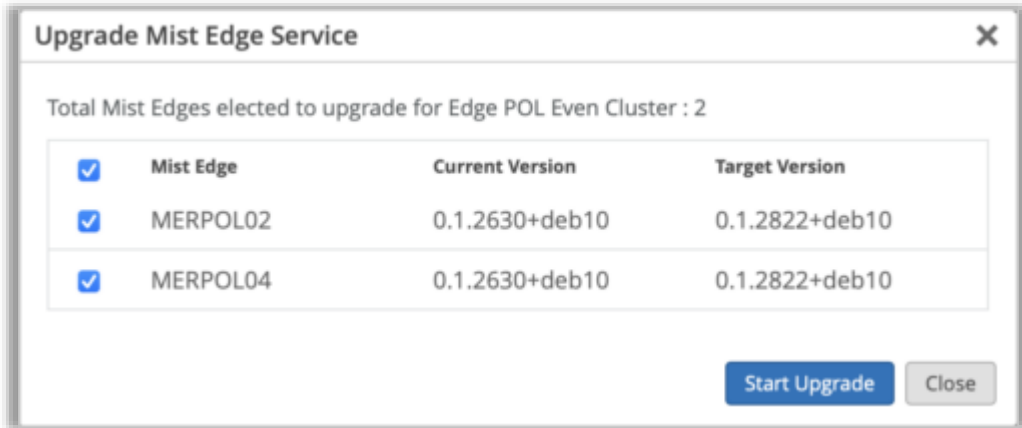 Upgrade Mist Edge Service
Total Mist Edges elected to upgrade for Edge POL Even Cluster : 2
Mist Edge Current Version Target Version
MERPOL02 0.1.2630+deb10 0.1.2822+deb10
MERPOL04 0.1.2630+deb10 0.1.2822+deb10
Start Upgrade Close